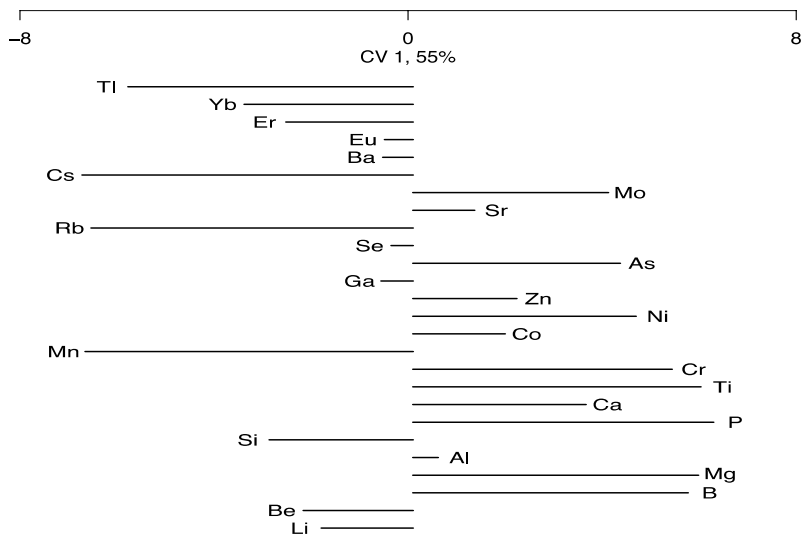 –8 0 8
CV 1, 55%
Tl
Yb
Er
Eu
Ba
Cs
Mo
Sr
Rb
Se
As
Ga
Zn
Ni
Co
Mn
Cr
Ti
Ca
P
Si
Al
Mg
B
Be
Li